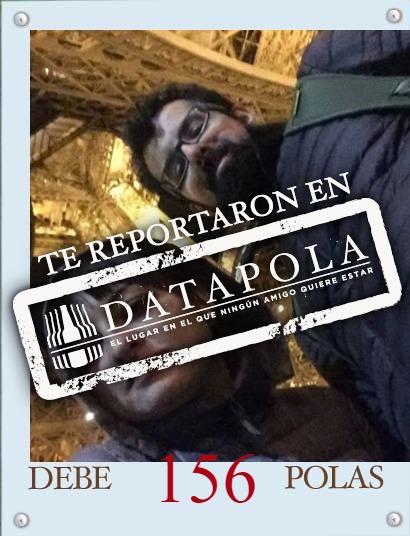 TE REPORTARON EN
DATAPOLA
EL LUGAR EN EL QUE NINGÚN AMIGO QUIERE ESTAR
DEBE 156 POLAS